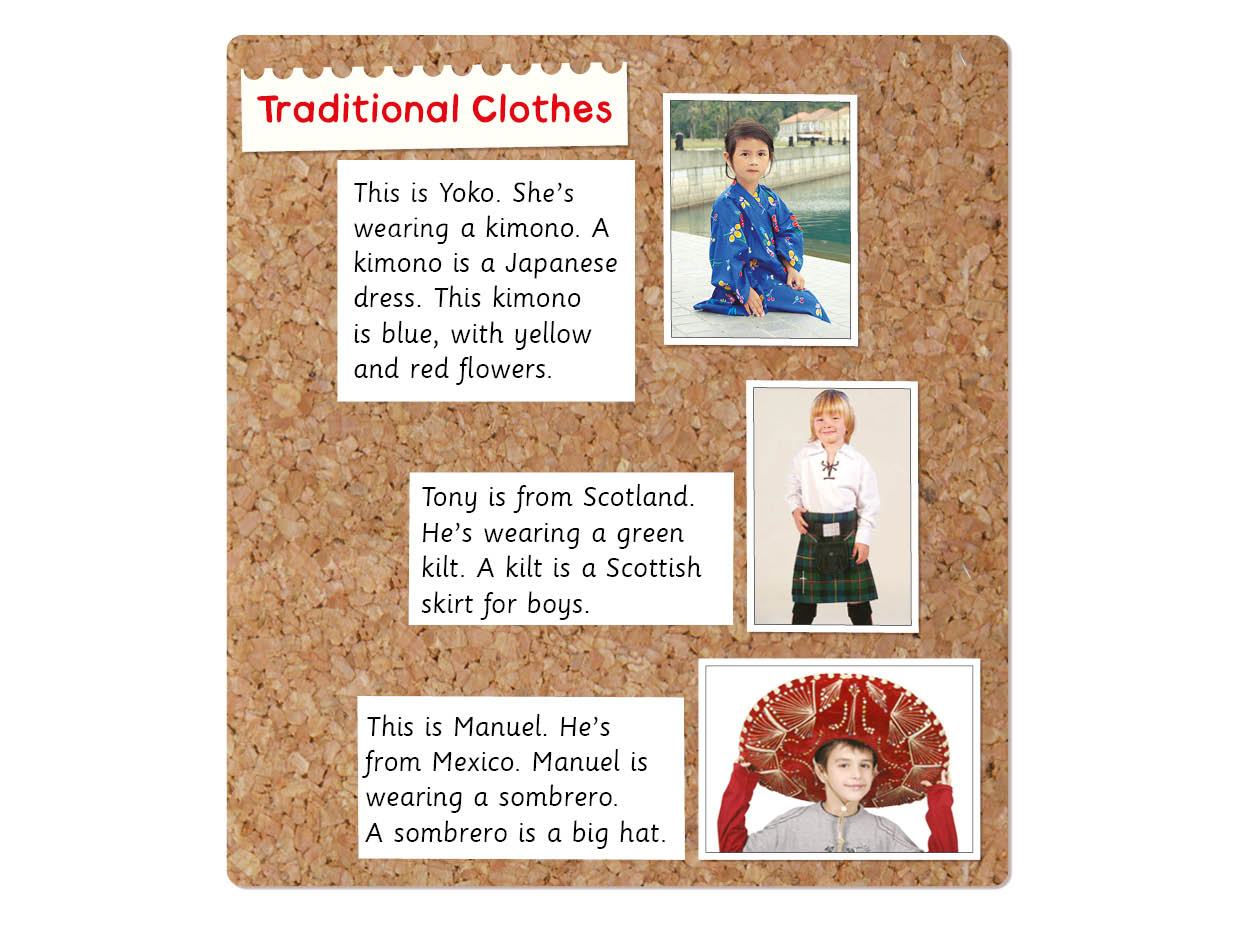 Traditional Clothes
This is Yoko. She's
wearing a kimono. A
kimono is a Japanese
dress. This kimono
is blue, with yellow
and red flowers.
Tony is from Scotland.
He's wearing a green
kilt. A kilt is a Scottish
skirt for boys.
This is Manuel. He's
from Mexico. Manuel is
wearing a sombrero.
A sombrero is a big hat.